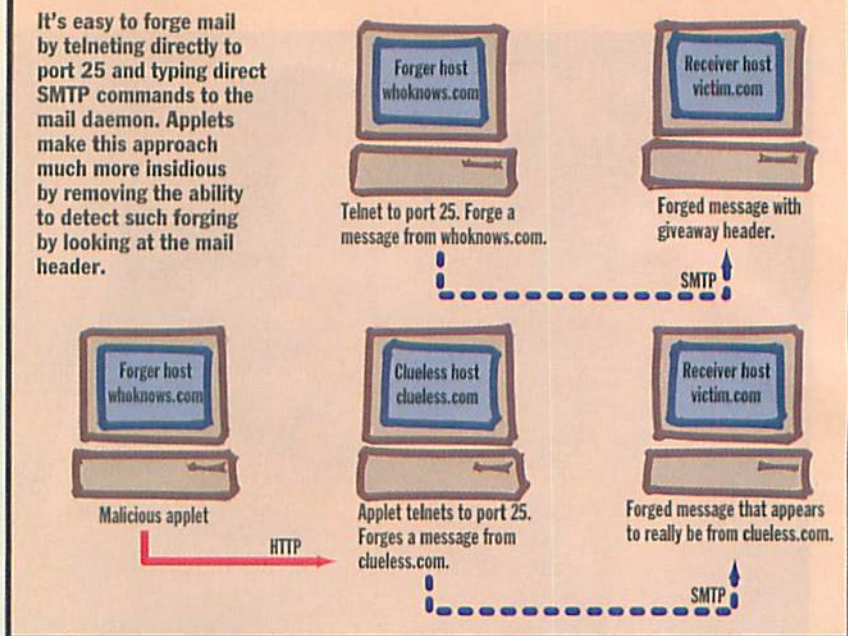 It's easy to forge mail
by telneting directly to
port 25 and typing direct
SMTP commands to the
mail daemon. Applets
make this approach
much more insidious
by removing the ability
to detect such forging
by looking at the mail
header.
Forger host
whoknows.com
Telnet to port 25. Forge a
message from whoknows.com.
Receiver host
victim.com
Forged message with
giveaway header.
SMTP
Forger host
whoknows.com
Malicious applet
HTTP
Clueless host
clueless.com
Applet telnets to port 25.
Forges a message from
clueless.com.
Receiver host
victim.com
Forged message that appears
to really be from clueless.com.
SMTP